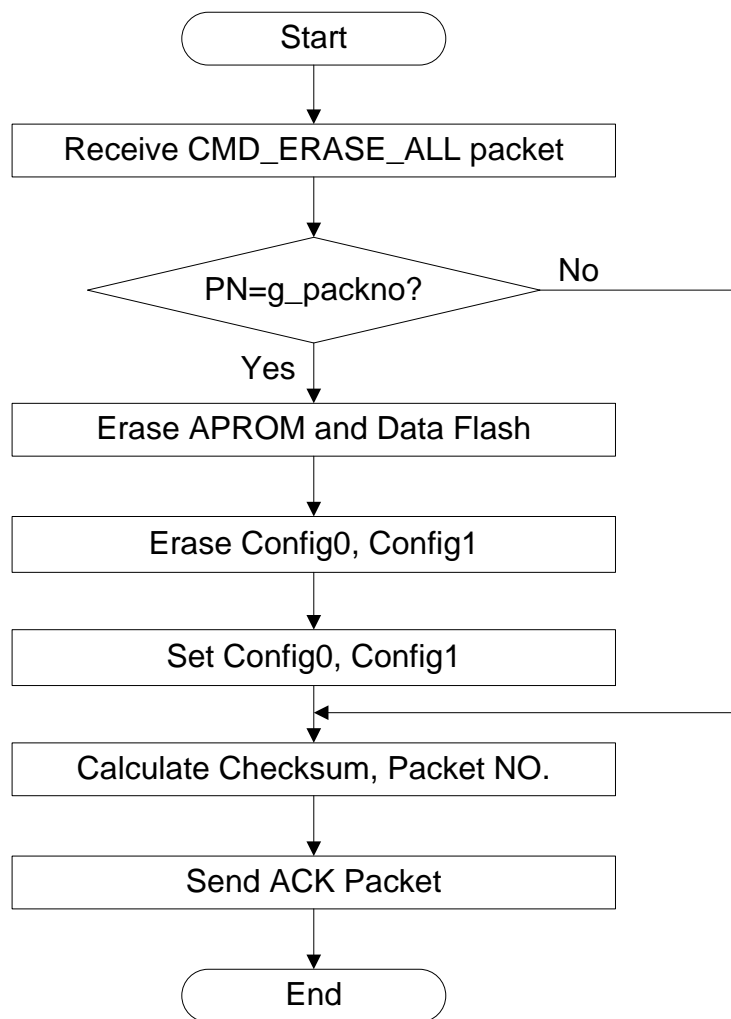 Start
Receive CMD_ERASE_ALL packet
PN=g_packno?
No
Yes
Erase APROM and Data Flash
Erase Config0, Config1
Set Config0, Config1
Calculate Checksum, Packet NO.
Send ACK Packet
End